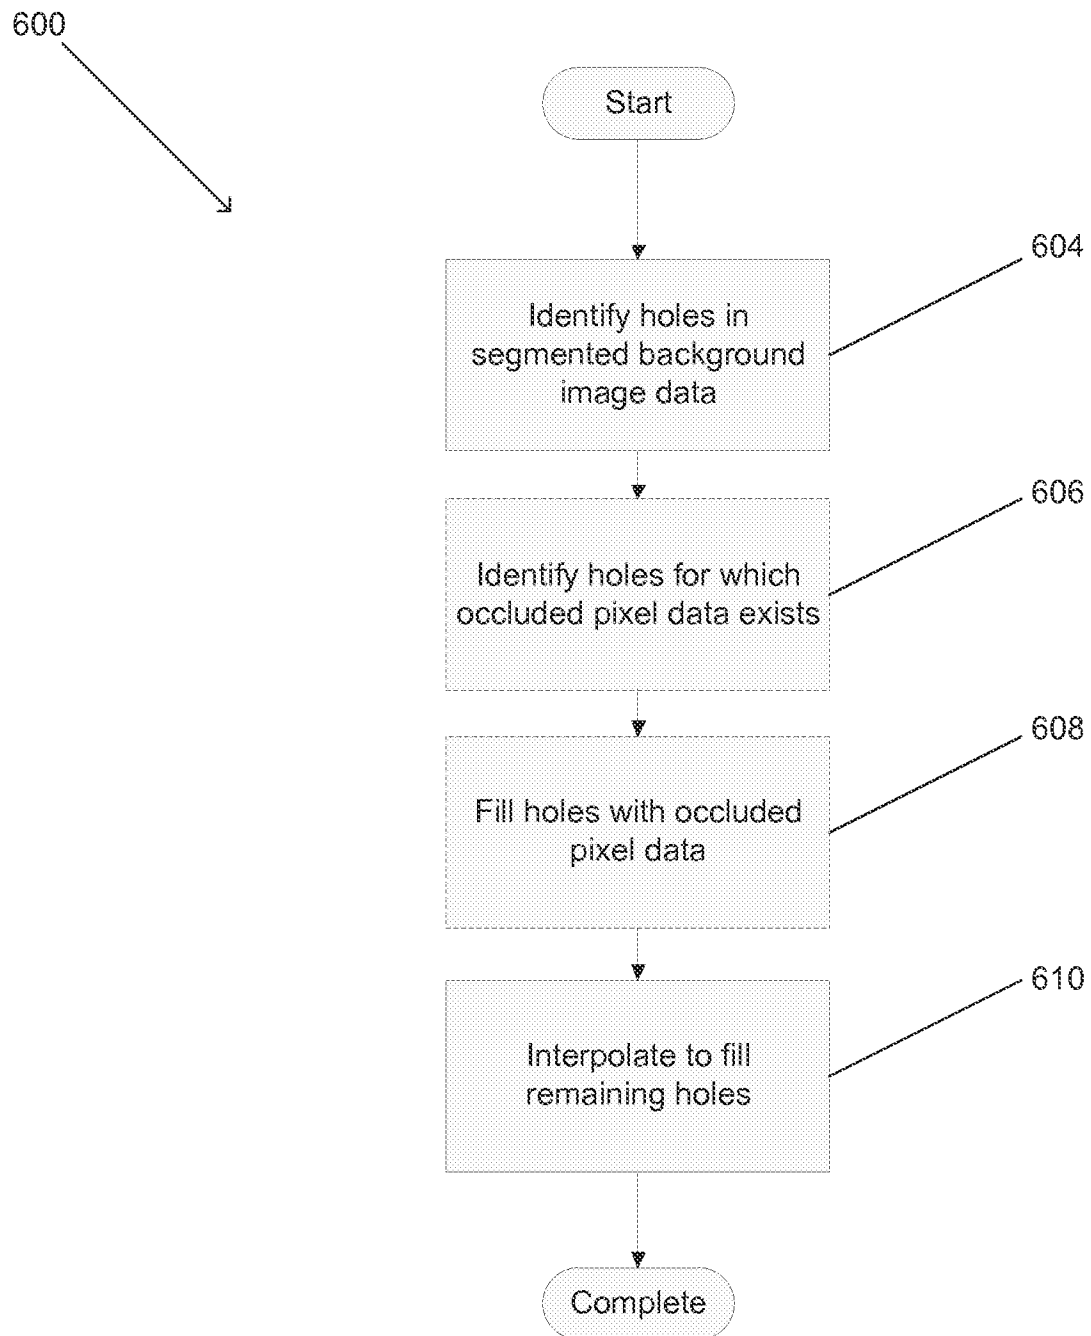 600
Start
604
Identify holes in
segmented background
image data
606
Identify holes for which
occluded pixel data exists
608
Fill holes with occluded
pixel data
610
Interpolate to fill
remaining holes
Complete